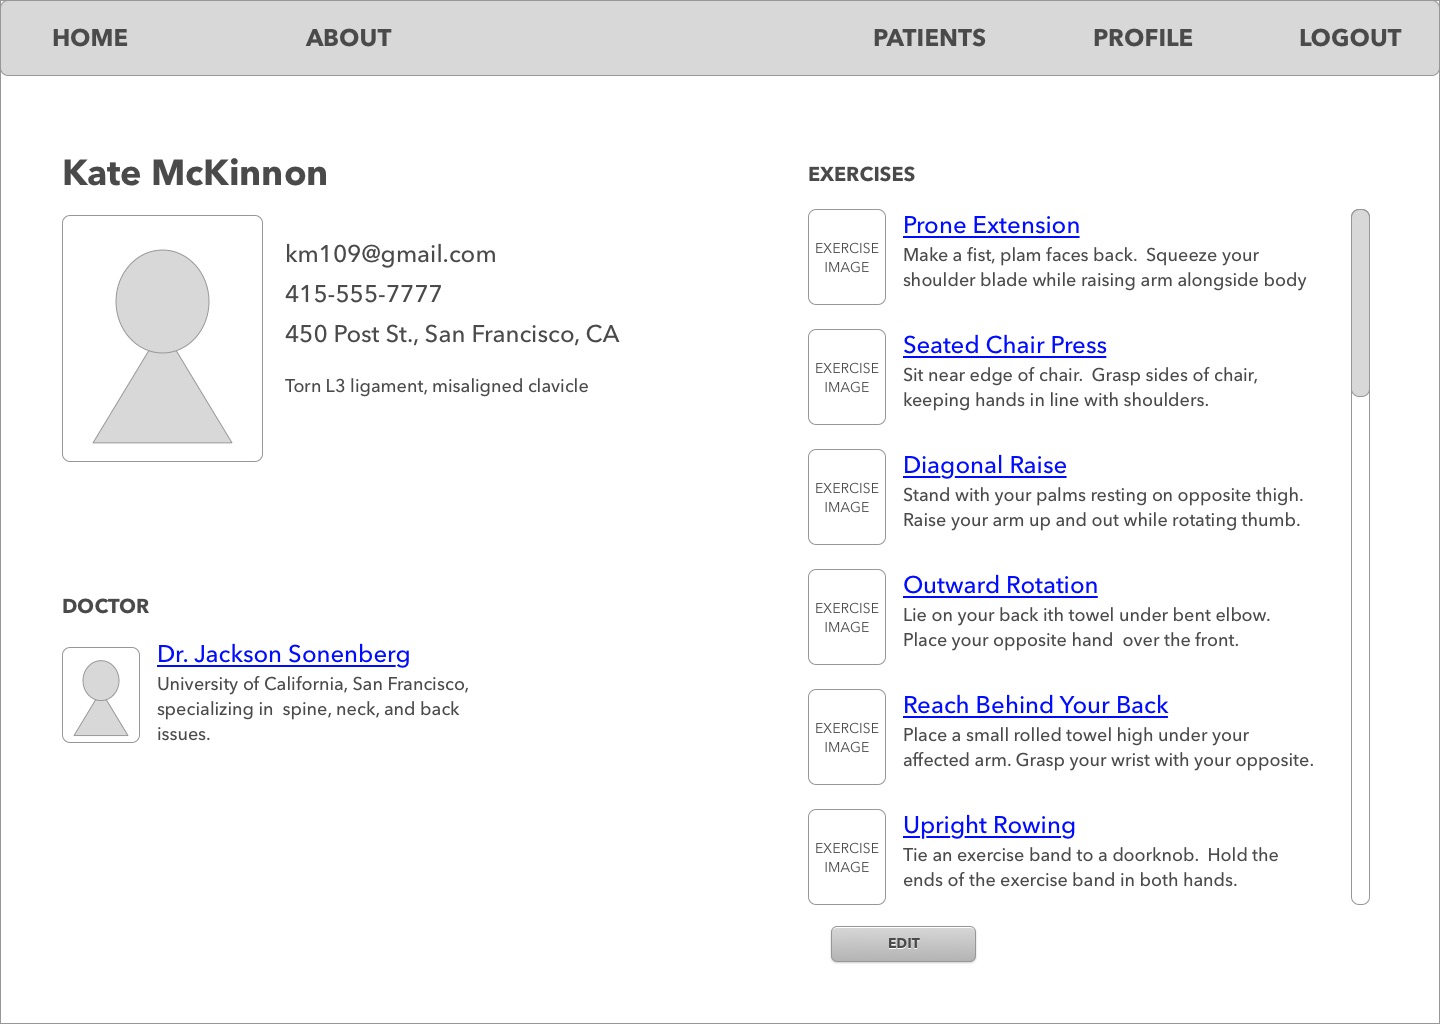 HOME ABOUT PATIENTS PROFILE LOGOUT
Kate McKinnon
km109@gmail.com
415-555-7777
450 Post St., San Francisco, CA
Torn L3 ligament, misaligned clavicle
DOCTOR
Dr. Jackson Sonenberg
University of California, San Francisco,
specializing in  spine, neck, and back
issues.
EXERCISES
EXERCISE
IMAGE
Prone Extension
Make a fist, plam faces back.  Squeeze your
shoulder blade while raising arm alongside body
EXERCISE
IMAGE
Seated Chair Press
Sit near edge of chair.  Grasp sides of chair,
keeping hands in line with shoulders.
EXERCISE
IMAGE
Diagonal Raise
Stand with your palms resting on opposite thigh.
Raise your arm up and out while rotating thumb.
EXERCISE
IMAGE
Outward Rotation
Lie on your back ith towel under bent elbow.
Place your opposite hand  over the front.
EXERCISE
IMAGE
Reach Behind Your Back
Place a small rolled towel high under your
affected arm. Grasp your wrist with your opposite.
EXERCISE
IMAGE
Upright Rowing
Tie an exercise band to a doorknob.  Hold the
ends of the exercise band in both hands.
EDIT